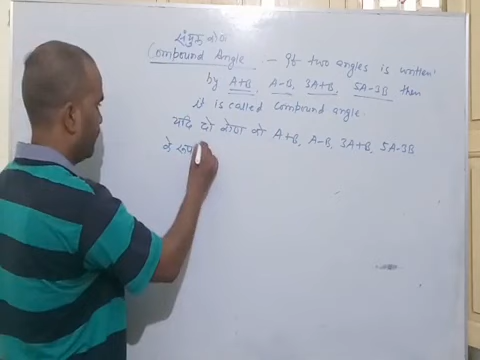 संयुक्त कोण
Compound Angle - If two angles is written
by A+B, A-B, 3A+B, 5A-3B then
it is called compound angle.
यदि दो कोण को A+B, A-B, 3A+B, 5A-3B
के रूप